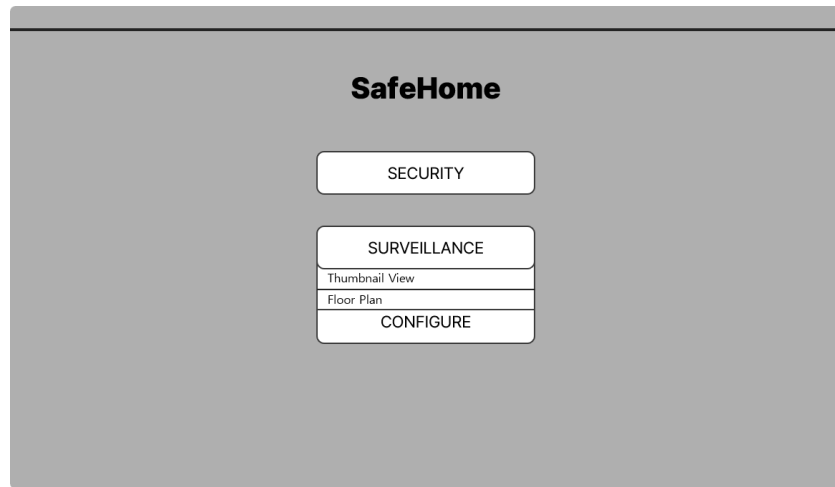 SafeHome
SECURITY
SURVEILLANCE
Thumbnail View
Floor Plan
CONFIGURE